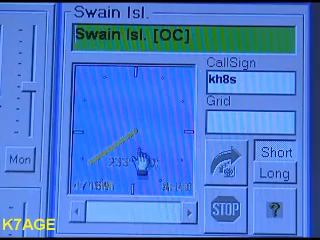 Swain Isl.
Swain Isl. [OC]
CallSign
kh8s
Grid
Short
Mon
Long
STOP
?
K7AGE